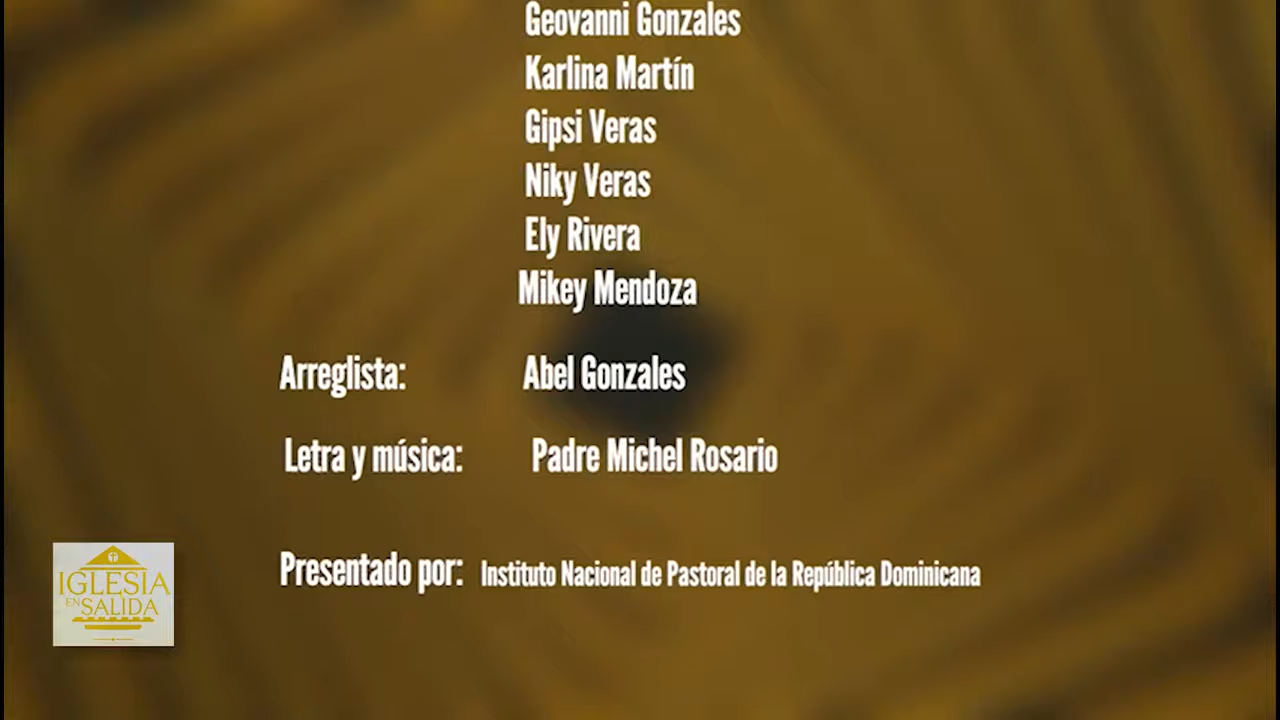 Geovanni Gonzales
Karlina Martín
Gipsi Veras
Niky Veras
Ely Rivera
Mikey Mendoza
Arreglista: Abel Gonzales
Letra y música: Padre Michel Rosario
Presentado por: Instituto Nacional de Pastoral de la República Dominicana
IGLESIA
EN SALIDA